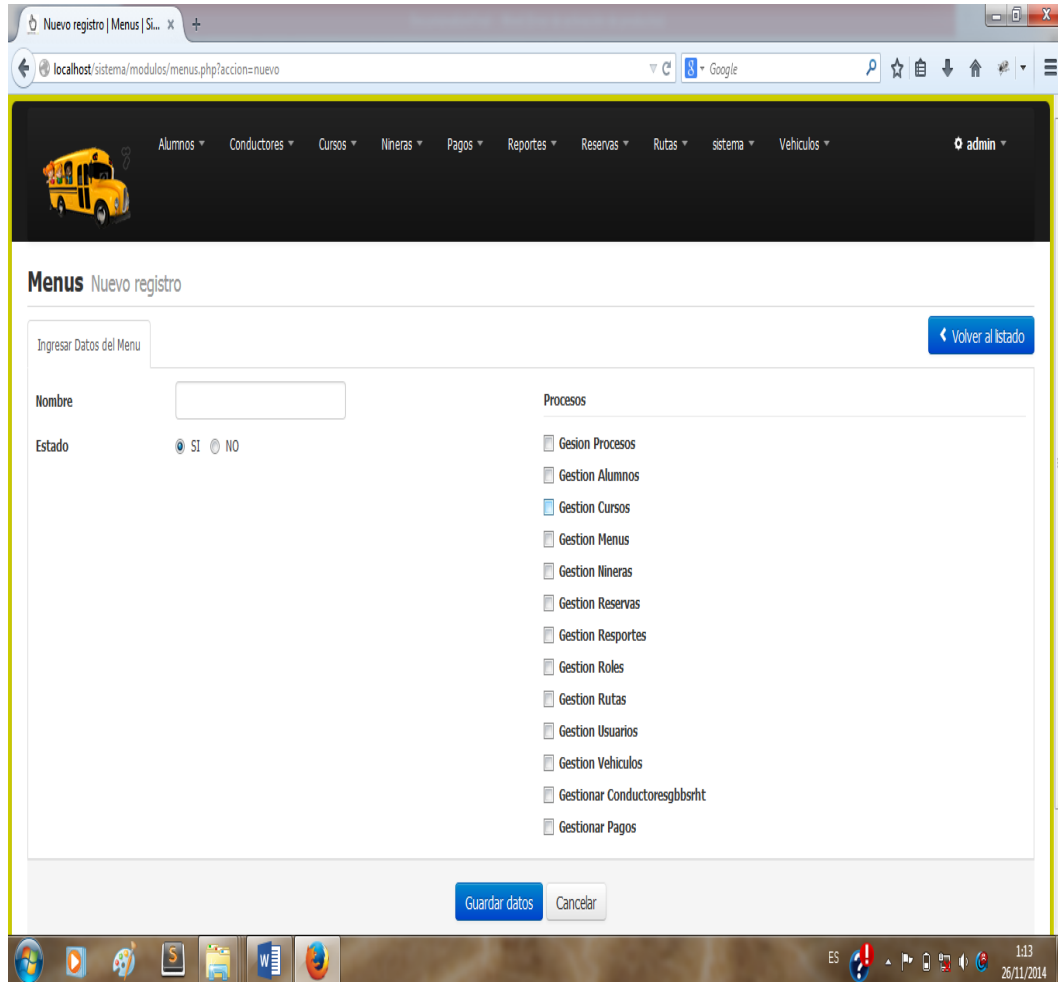 Nuevo registro | Menus | Si...
localhost/sistema/modulos/menus.php?accion=nuevo
8 Google
Alumnos Conductores Cursos Nineras Pagos Reportes Reservas Rutas sistema Vehiculos admin
Menus Nuevo registro
Volver al listado
Ingresar Datos del Menu
Nombre
Estado SI NO
Procesos
Gesion Procesos
Gestion Alumnos
Gestion Cursos
Gestion Menus
Gestion Nineras
Gestion Reservas
Gestion Resportes
Gestion Roles
Gestion Rutas
Gestion Usuarios
Gestion Vehiculos
Gestionar Conductoresgbbsrht
Gestionar Pagos
Guardar datos Cancelar
ES
1:13
26/11/2014